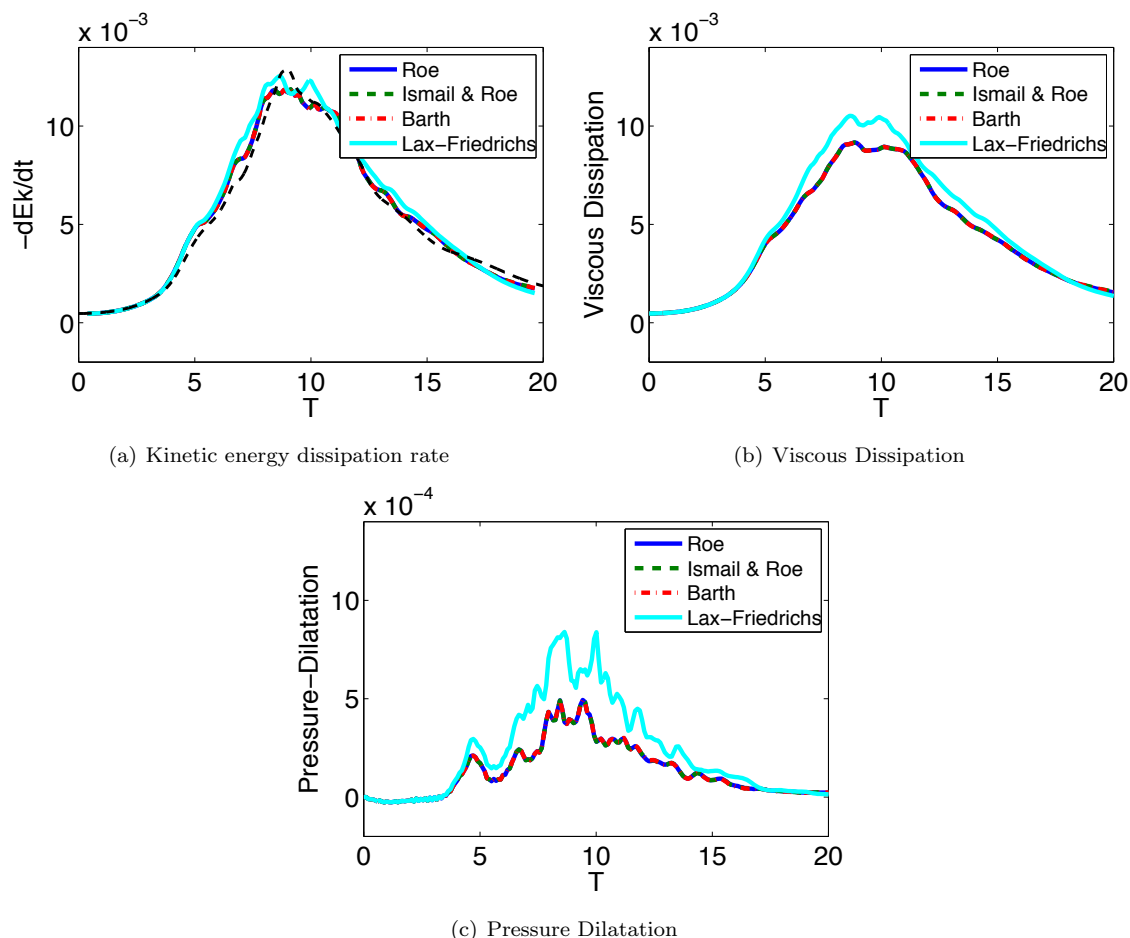 x 10⁻³
−dEk/dt
10
5
0
0 5 10 15 20
T
Roe
Ismail & Roe
Barth
Lax−Friedrichs
(a) Kinetic energy dissipation rate
x 10⁻³
Viscous Dissipation
10
5
0
0 5 10 15 20
T
Roe
Ismail & Roe
Barth
Lax−Friedrichs
(b) Viscous Dissipation
x 10⁻⁴
Pressure−Dilatation
10
5
0
0 5 10 15 20
T
Roe
Ismail & Roe
Barth
Lax−Friedrichs
(c) Pressure Dilatation